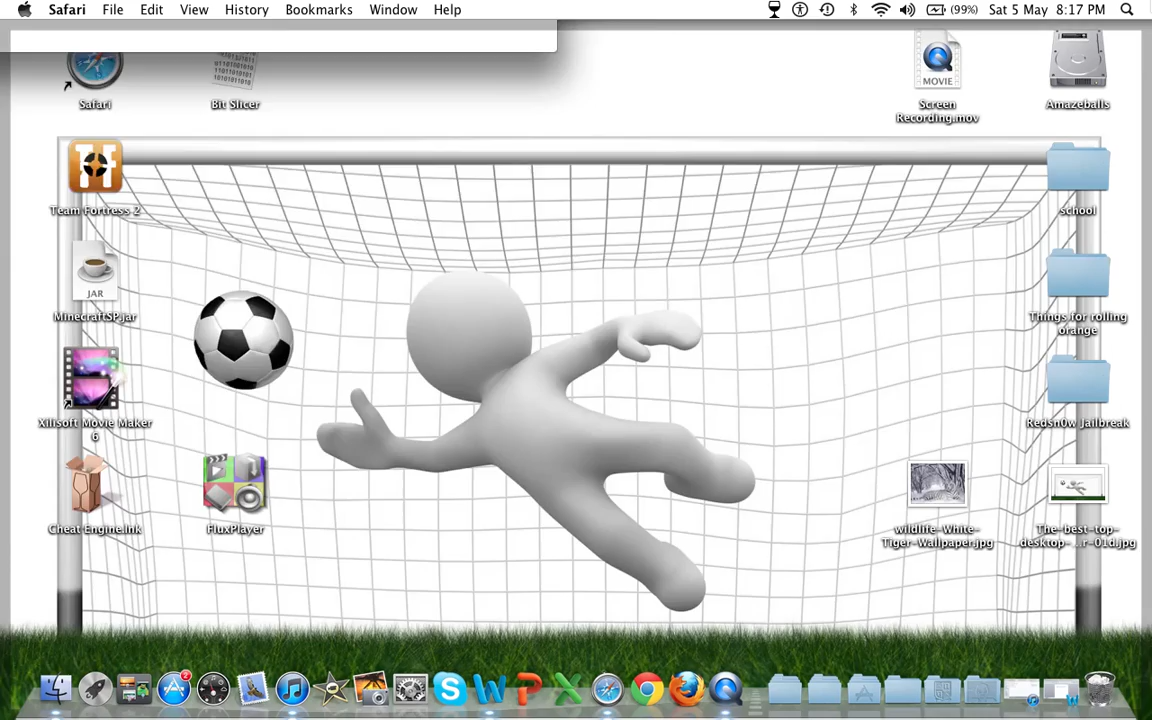 Safari File Edit View History Bookmarks Window Help (99%) Sat 5 May 8:17 PM
Safari
Bit Slicer
MOVIE
Screen
Recording.mov
Amazeballs
Team Fortress 2
school
JAR
MinecraftSP.jar
Things for rolling
orange
Xilisoft Movie Maker
6
Redsn0w Jailbreak
Cheat Engine.lnk
FluxPlayer
wildlife-White-
Tiger-Wallpaper.jpg
The-best-top-
desktop-...r-01d.jpg
2